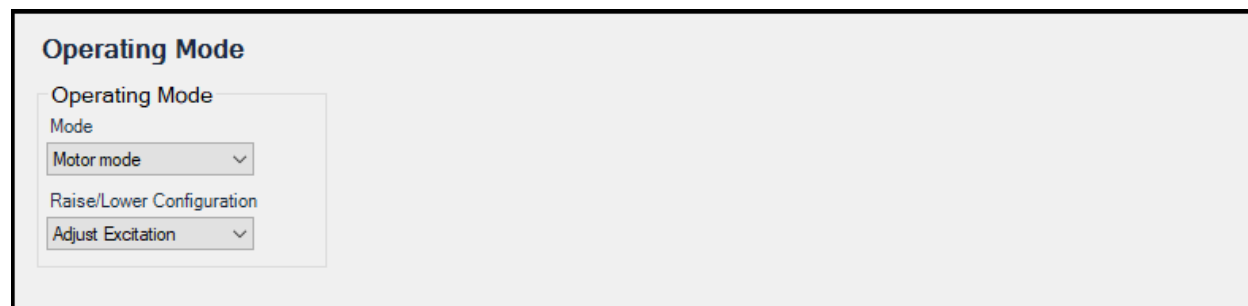 Operating Mode
Operating Mode
Mode
Motor mode
Raise/Lower Configuration
Adjust Excitation